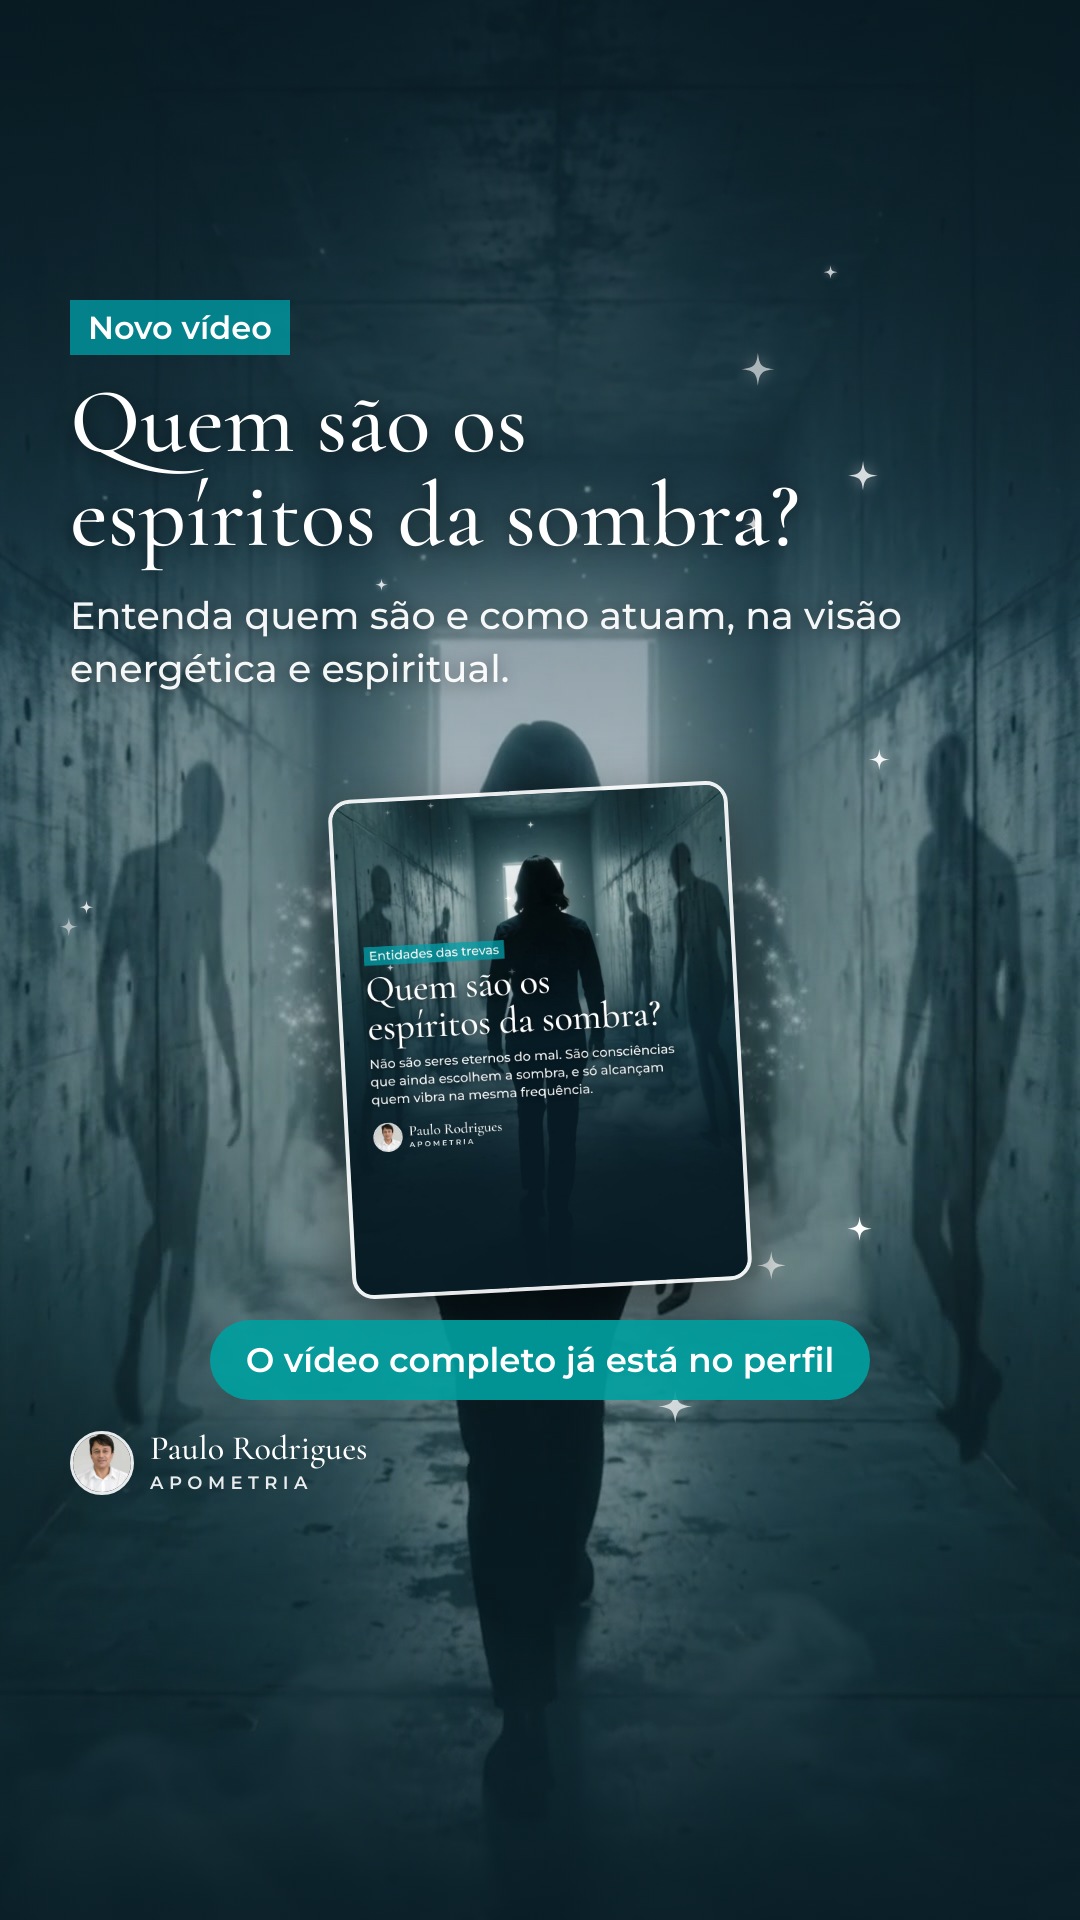 Novo vídeo
Quem são os
espíritos da sombra?
Entenda quem são e como atuam, na visão
energética e espiritual.
Entidades das trevas
Quem são os
espíritos da sombra?
Não são seres eternos do mal. São consciências
que ainda escolhem a sombra, e só alcançam
quem vibra na mesma frequência.
Paulo Rodrigues
APOMETRIA
O vídeo completo já está no perfil
Paulo Rodrigues
APOMETRIA